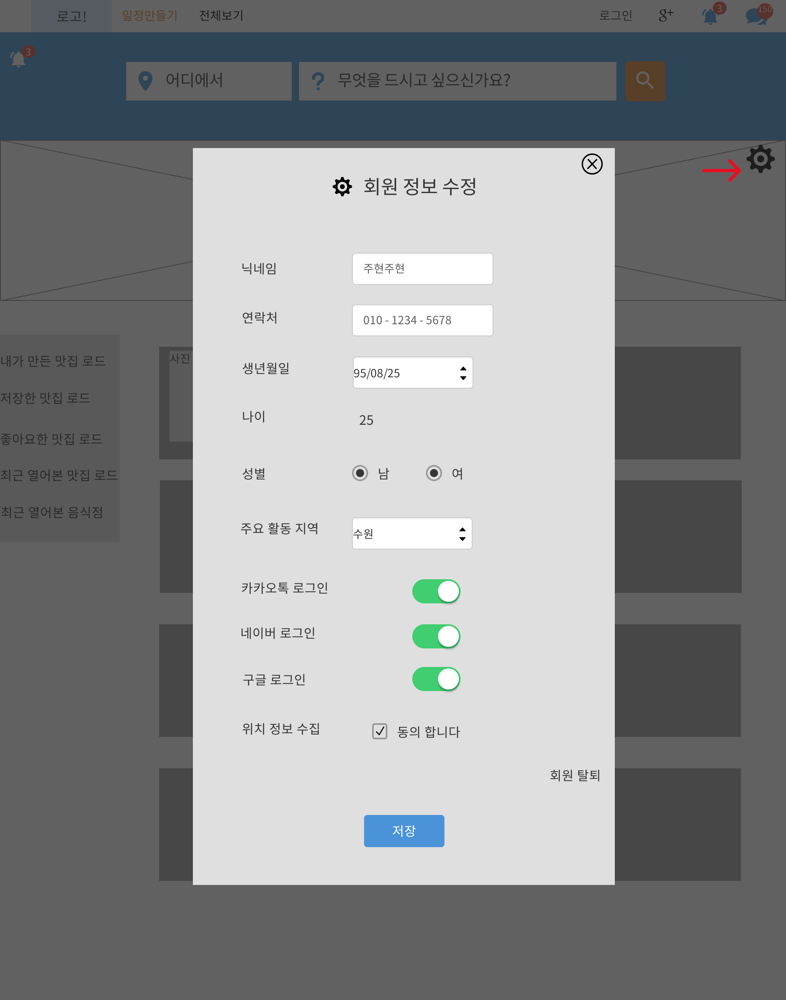 로고!
일정만들기
전체보기
로그인
g+
3
150
3
어디에서
무엇을 드시고 싶으신가요?
회원 정보 수정
닉네임
주현주현
연락처
010 - 1234 - 5678
생년월일
95/08/25
나이
25
성별
남
여
주요 활동 지역
수원
카카오톡 로그인
네이버 로그인
구글 로그인
위치 정보 수집
동의 합니다
회원 탈퇴
저장
내가 만든 맛집 로드
저장한 맛집 로드
좋아요한 맛집 로드
최근 열어본 맛집 로드
최근 열어본 음식점
사진